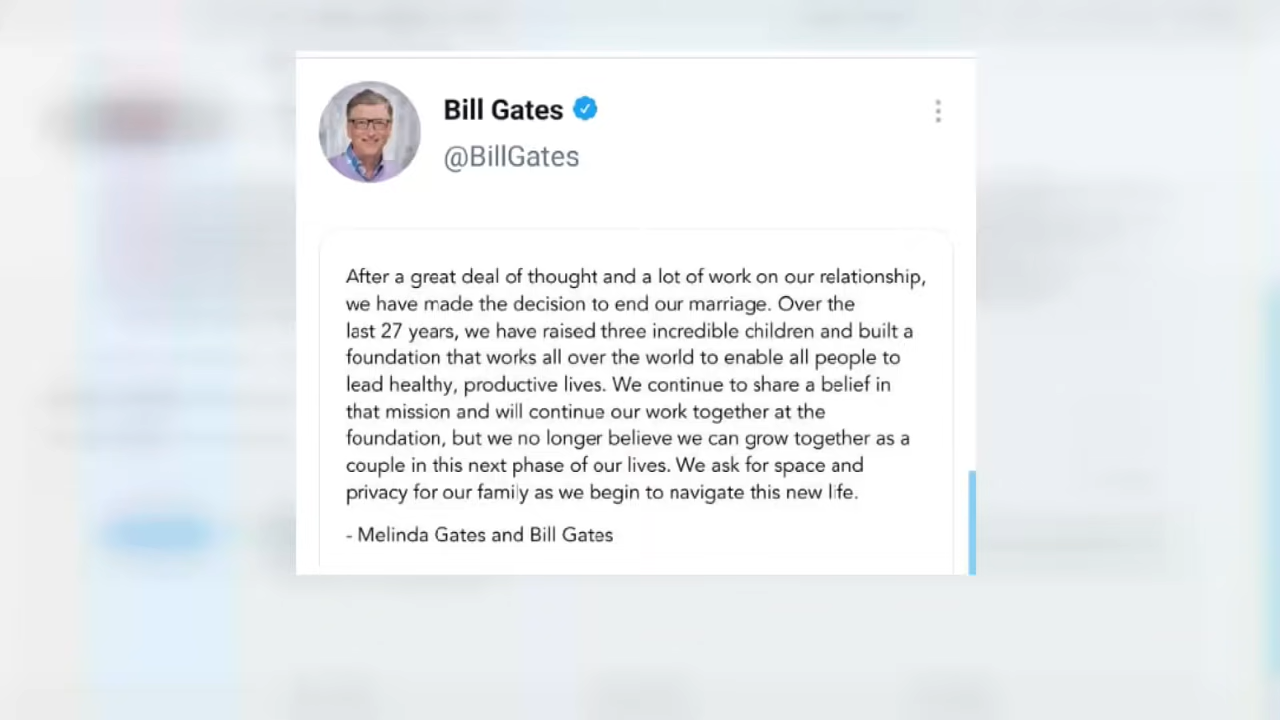 Bill Gates
@BillGates
After a great deal of thought and a lot of work on our relationship,
we have made the decision to end our marriage. Over the
last 27 years, we have raised three incredible children and built a
foundation that works all over the world to enable all people to
lead healthy, productive lives. We continue to share a belief in
that mission and will continue our work together at the
foundation, but we no longer believe we can grow together as a
couple in this next phase of our lives. We ask for space and
privacy for our family as we begin to navigate this new life.
- Melinda Gates and Bill Gates